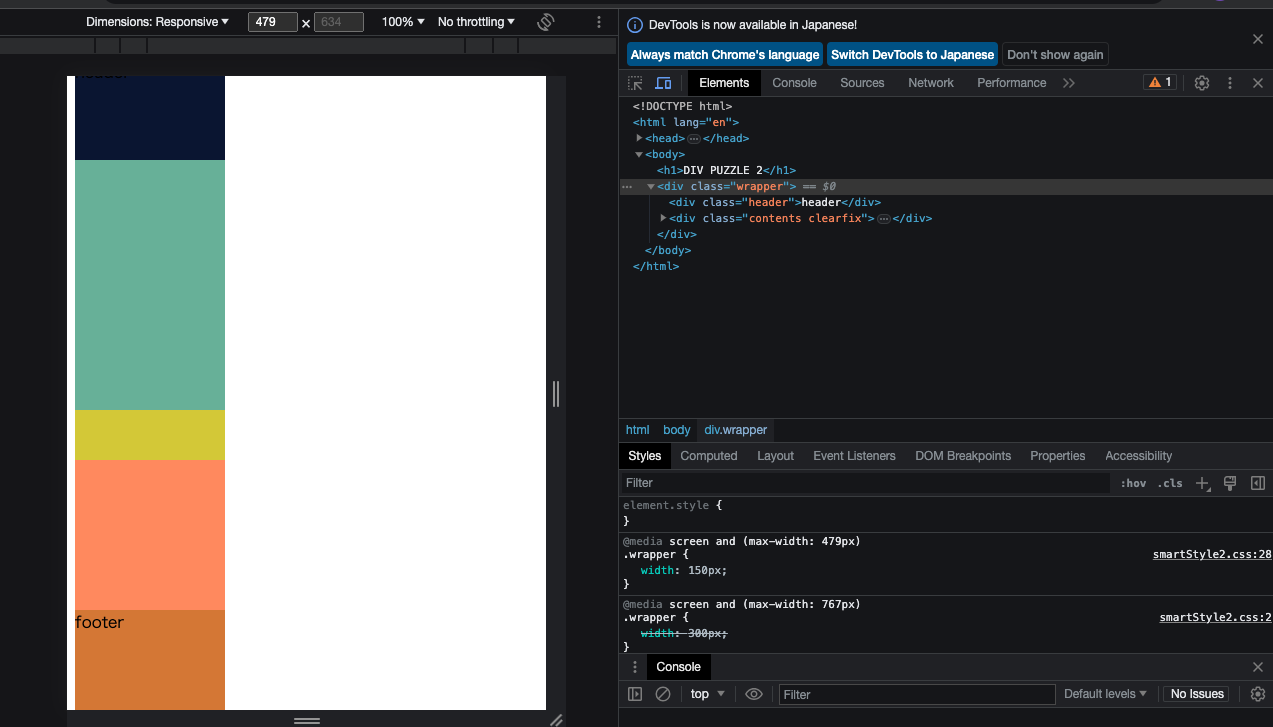 Dimensions: Responsive ▼ 479 × 634 100% ▼ No throttling ▼
DevTools is now available in Japanese!
Always match Chrome's language Switch DevTools to Japanese Don't show again
Elements Console Sources Network Performance 1
<!DOCTYPE html>
<html lang="en">
<head>…</head>
<body>
<h1>DIV PUZZLE 2</h1>
<div class="wrapper"> == $0
<div class="header">header</div>
<div class="contents clearfix">…</div>
</div>
</body>
</html>
footer
html body div.wrapper
Styles Computed Layout Event Listeners DOM Breakpoints Properties Accessibility
Filter :hov .cls
element.style {
}
@media screen and (max-width: 479px)
.wrapper { smartStyle2.css:28
width: 150px;
}
@media screen and (max-width: 767px)
.wrapper { smartStyle2.css:2
width: 300px;
}
Console
top ▼ Filter Default levels ▼ No Issues